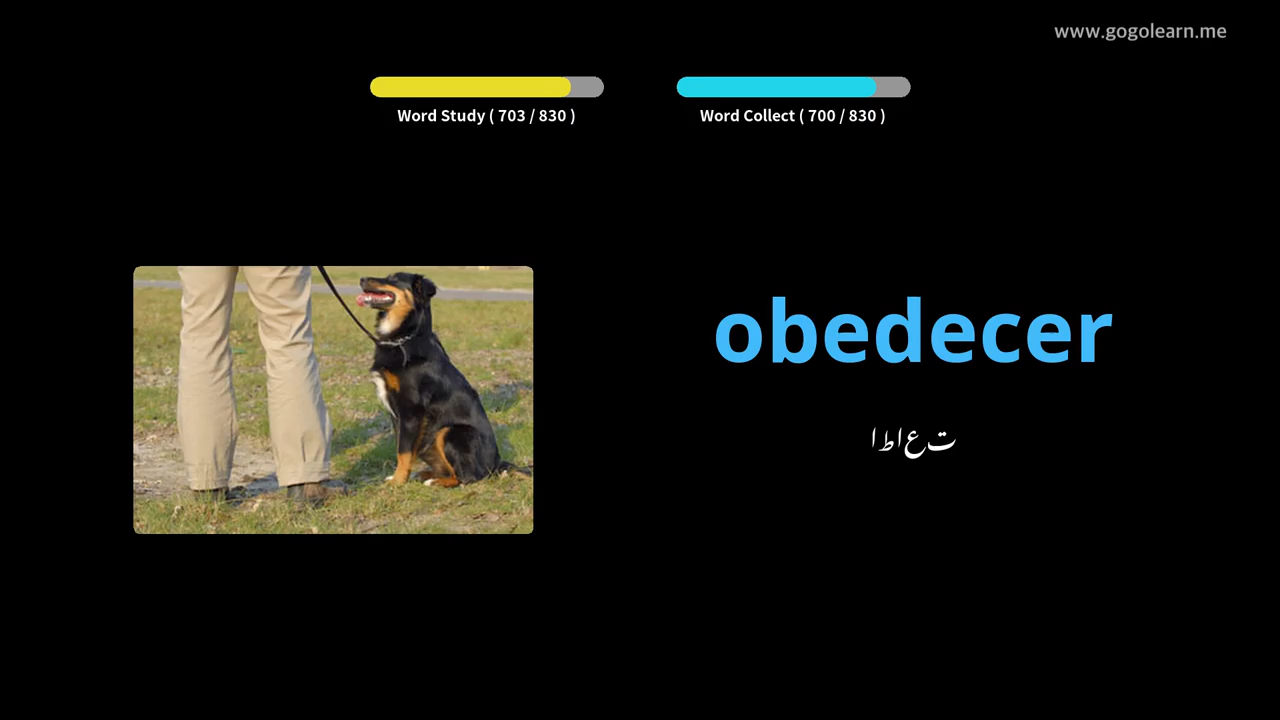 www.gogolearn.me
Word Study ( 703 / 830 )
Word Collect ( 700 / 830 )
obedecer
اطاعت